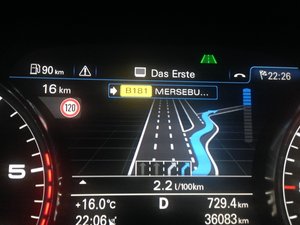 90 km
Das Erste
22:26
B181 MERSEBU...
16 km
120
5
6
2.2 l/100km
+16.0°C D 729.4 km
22:06 36083 km